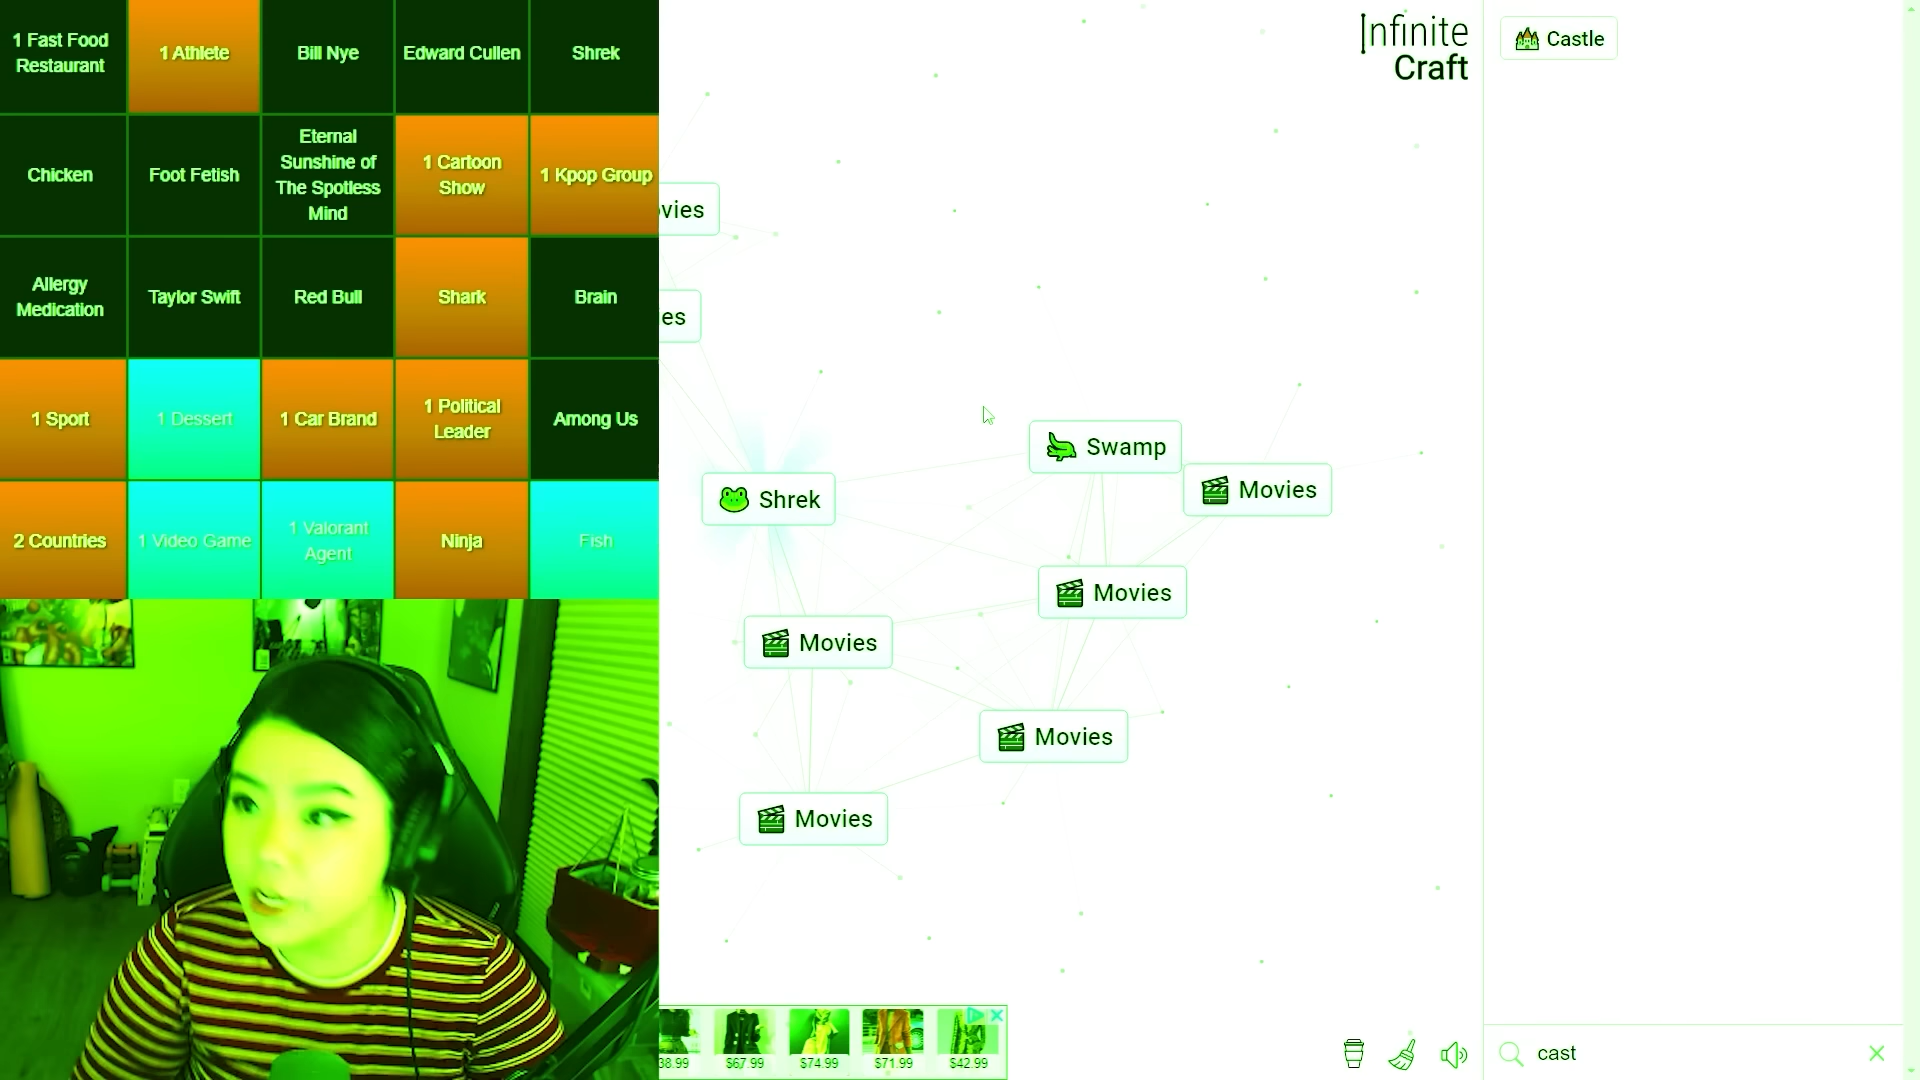 1 Fast Food
Restaurant
1 Athlete
Bill Nye
Edward Cullen
Shrek
Chicken
Foot Fetish
Eternal
Sunshine of
The Spotless
Mind
1 Cartoon
Show
1 Kpop Group
Allergy
Medication
Taylor Swift
Red Bull
Shark
Brain
1 Sport
1 Dessert
1 Car Brand
1 Political
Leader
Among Us
2 Countries
1 Video Game
1 Valorant
Agent
Ninja
Fish
Infinite
Craft
Castle
ovies
es
Swamp
Movies
Shrek
Movies
Movies
Movies
Movies
38.99
$67.99
$74.99
$71.99
$42.99
cast